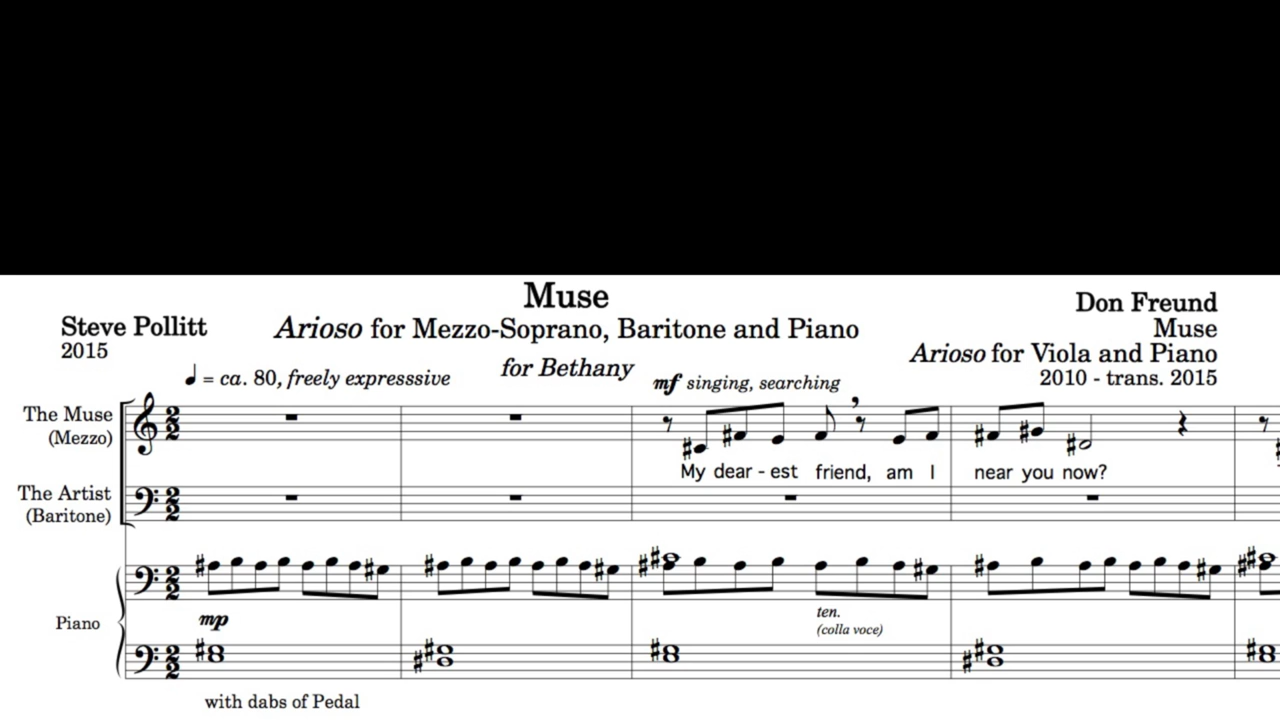 Muse
Steve Pollitt
2015
Arioso for Mezzo-Soprano, Baritone and Piano
for Bethany
Don Freund
Muse
Arioso for Viola and Piano
2010 - trans. 2015
♩ = ca. 80, freely expresssive
mf singing, searching
The Muse
(Mezzo)
My dear - est friend, am I near you now?
The Artist
(Baritone)
Piano
mp
ten.
(colla voce)
with dabs of Pedal